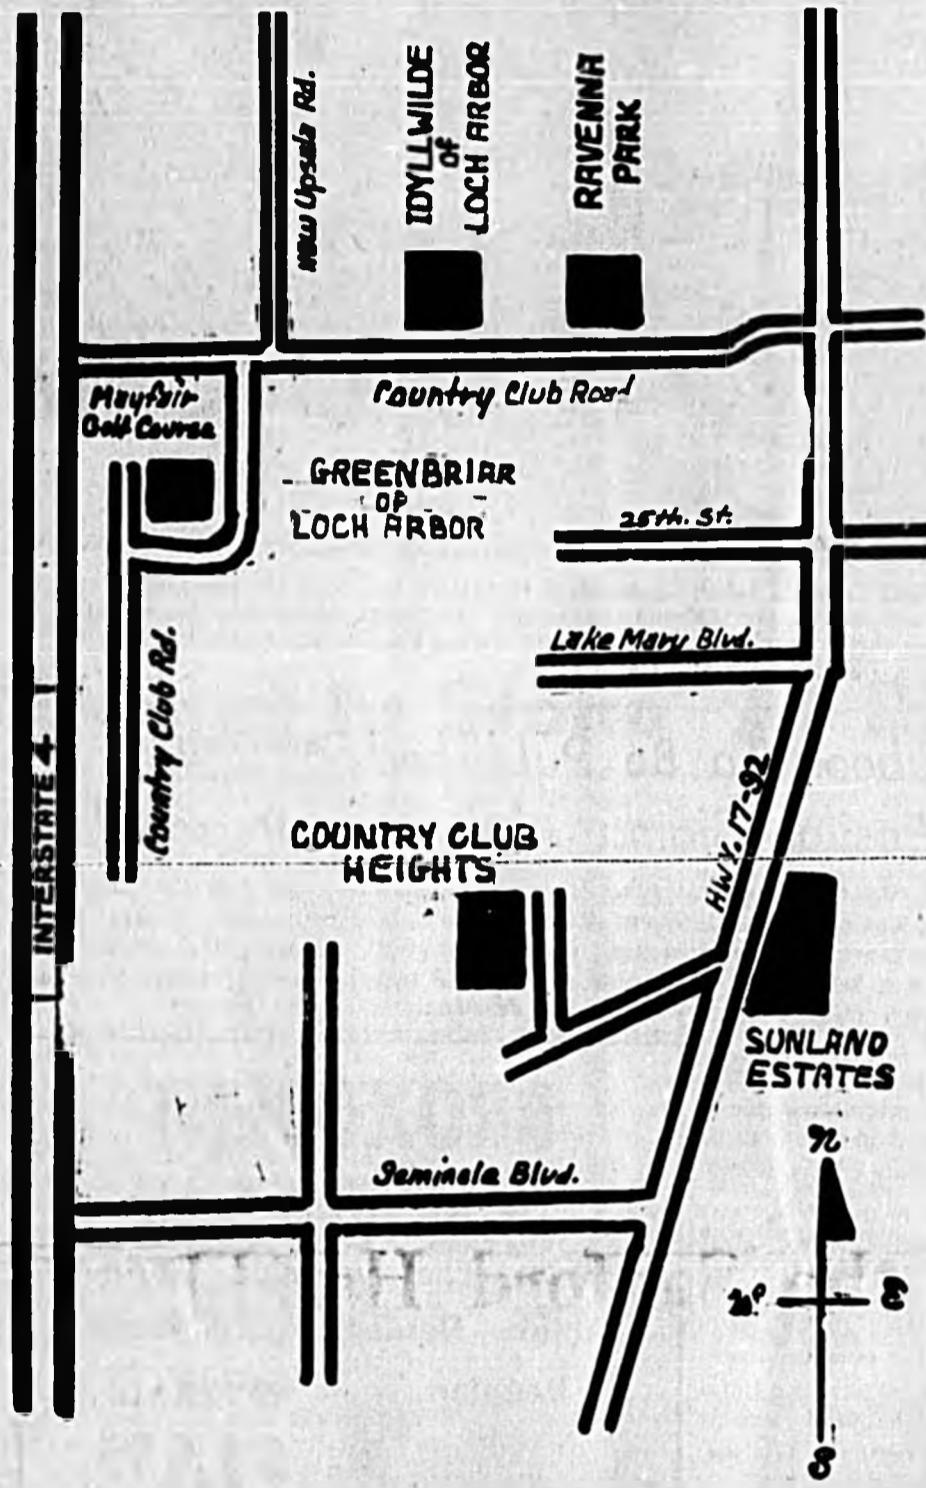 New Upsala Rd.
IDYLLWILDE
OF
LOCH ARBOR
RAVENNA
PARK
Mayfair
Golf Course
Country Club Road
GREENBRIAR
OF
LOCH ARBOR
25th. St.
Lake Mary Blvd.
Country Club Rd.
INTERSTATE 4
HWY. 17-92
COUNTRY CLUB
HEIGHTS
SUNLAND
ESTATES
Seminole Blvd.
N
E
S